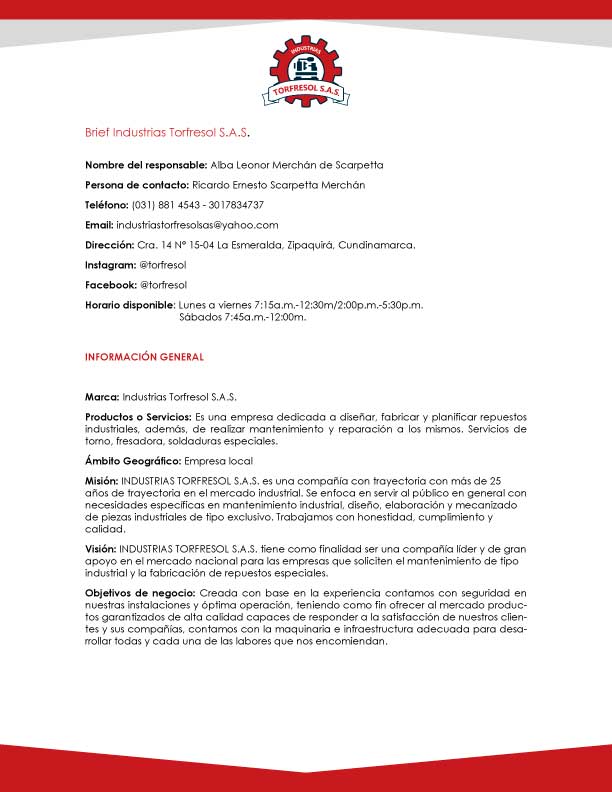 INDUSTRIAS
TORFRESOL S.A.S.
Brief Industrias Torfresol S.A.S.
Nombre del responsable: Alba Leonor Merchán de Scarpetta
Persona de contacto: Ricardo Ernesto Scarpetta Merchán
Teléfono: (031) 881 4543 - 3017834737
Email: industriastorfresolsas@yahoo.com
Dirección: Cra. 14 N° 15-04 La Esmeralda, Zipaquirá, Cundinamarca.
Instagram: @torfresol
Facebook: @torfresol
Horario disponible: Lunes a viernes 7:15a.m.-12:30m/2:00p.m.-5:30p.m.
Sábados 7:45a.m.-12:00m.
INFORMACIÓN GENERAL
Marca: Industrias Torfresol S.A.S.
Productos o Servicios: Es una empresa dedicada a diseñar, fabricar y planificar repuestos
industriales, además, de realizar mantenimiento y reparación a los mismos. Servicios de
torno, fresadora, soldaduras especiales.
Ámbito Geográfico: Empresa local
Misión: INDUSTRIAS TORFRESOL S.A.S. es una compañía con trayectoria con más de 25
años de trayectoria en el mercado industrial. Se enfoca en servir al público en general con
necesidades específicas en mantenimiento industrial, diseño, elaboración y mecanizado
de piezas industriales de tipo exclusivo. Trabajamos con honestidad, cumplimiento y
calidad.
Visión: INDUSTRIAS TORFRESOL S.A.S. tiene como finalidad ser una compañía líder y de gran
apoyo en el mercado nacional para las empresas que soliciten el mantenimiento de tipo
industrial y la fabricación de repuestos especiales.
Objetivos de negocio: Creada con base en la experiencia contamos con seguridad en
nuestras instalaciones y óptima operación, teniendo como fin ofrecer al mercado produc-
tos garantizados de alta calidad capaces de responder a la satisfacción de nuestros clien-
tes y sus compañías, contamos con la maquinaria e infraestructura adecuada para desa-
rrollar todas y cada una de las labores que nos encomiendan.